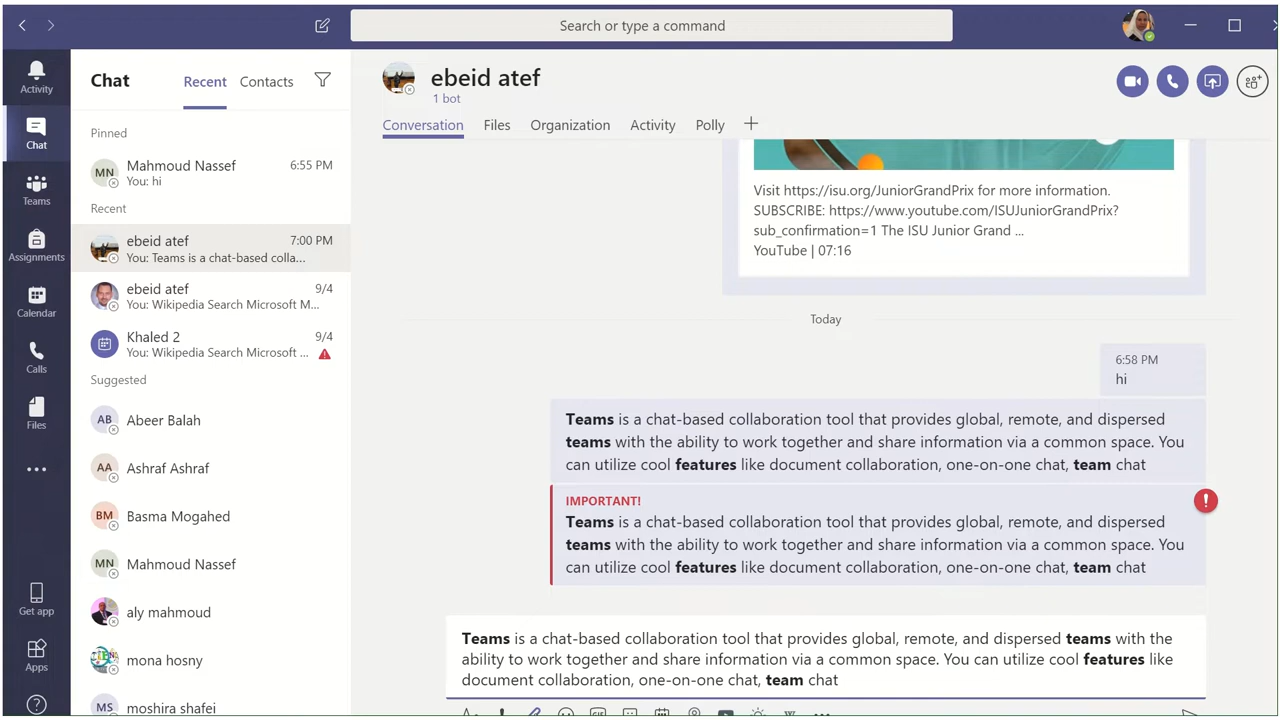 Search or type a command
Activity
Chat
Teams
Assignments
Calendar
Calls
Files
Get app
Apps
Chat
Recent
Contacts
Pinned
MN
Mahmoud Nassef
6:55 PM
You: hi
Recent
ebeid atef
7:00 PM
You: Teams is a chat-based colla...
ebeid atef
9/4
You: Wikipedia Search Microsoft M...
Khaled 2
9/4
You: Wikipedia Search Microsoft ...
Suggested
AB
Abeer Balah
AA
Ashraf Ashraf
BM
Basma Mogahed
MN
Mahmoud Nassef
aly mahmoud
mona hosny
MS
moshira shafei
ebeid atef
1 bot
Conversation
Files
Organization
Activity
Polly
Visit https://isu.org/JuniorGrandPrix for more information.
SUBSCRIBE: https://www.youtube.com/ISUJuniorGrandPrix?
sub_confirmation=1 The ISU Junior Grand ...
YouTube | 07:16
Today
6:58 PM
hi
Teams is a chat-based collaboration tool that provides global, remote, and dispersed
teams with the ability to work together and share information via a common space. You
can utilize cool features like document collaboration, one-on-one chat, team chat
IMPORTANT!
Teams is a chat-based collaboration tool that provides global, remote, and dispersed
teams with the ability to work together and share information via a common space. You
can utilize cool features like document collaboration, one-on-one chat, team chat
Teams is a chat-based collaboration tool that provides global, remote, and dispersed teams with the
ability to work together and share information via a common space. You can utilize cool features like
document collaboration, one-on-one chat, team chat